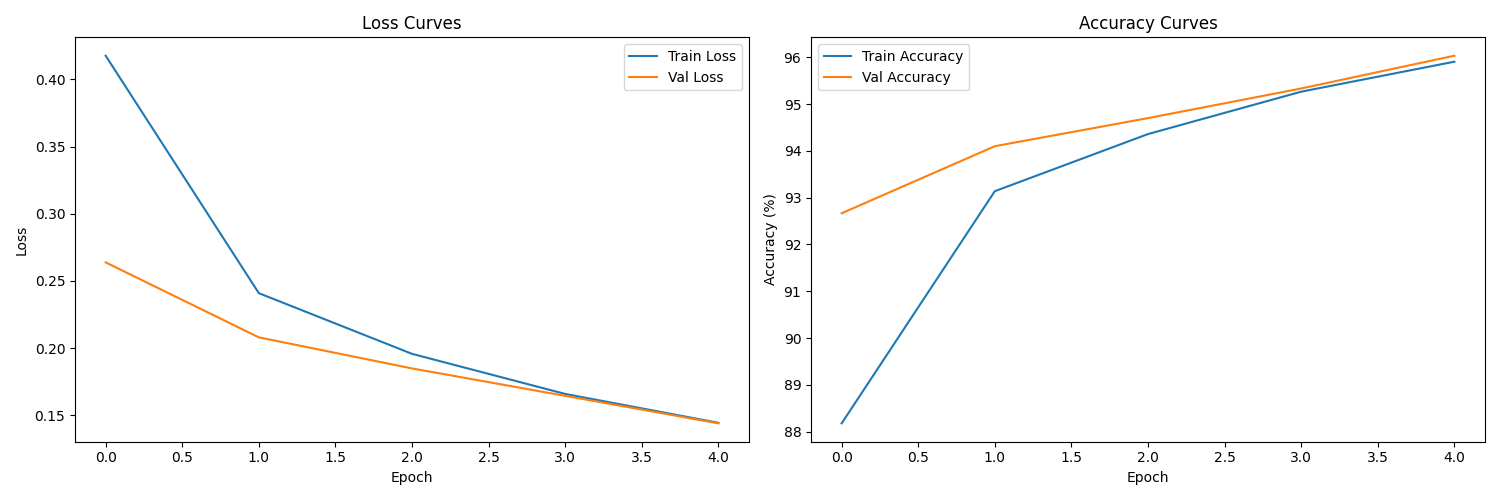 Loss Curves
Train Loss
Val Loss
0.40
0.35
0.30
0.25
0.20
0.15
Loss
0.0 0.5 1.0 1.5 2.0 2.5 3.0 3.5 4.0
Epoch
Accuracy Curves
Train Accuracy
Val Accuracy
96
95
94
93
92
91
90
89
88
Accuracy (%)
0.0 0.5 1.0 1.5 2.0 2.5 3.0 3.5 4.0
Epoch